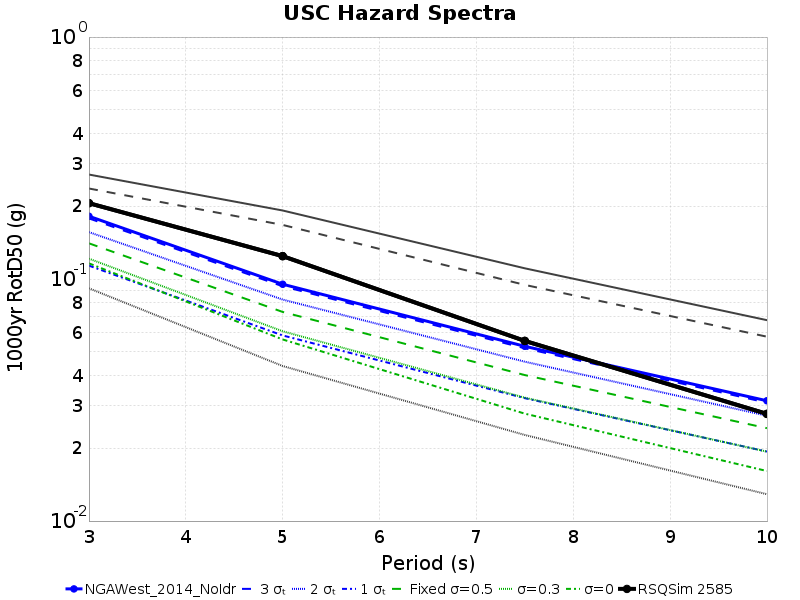 USC Hazard Spectra
1000yr RotD50 (g)
10^0
8
6
4
3
2
10^-1
8
6
4
3
2
10^-2
3 4 5 6 7 8 9 10
Period (s)
NGAWest_2014_NoIdr 3 σₜ 2 σₜ 1 σₜ Fixed σ=0.5 σ=0.3 σ=0 RSQSim 2585